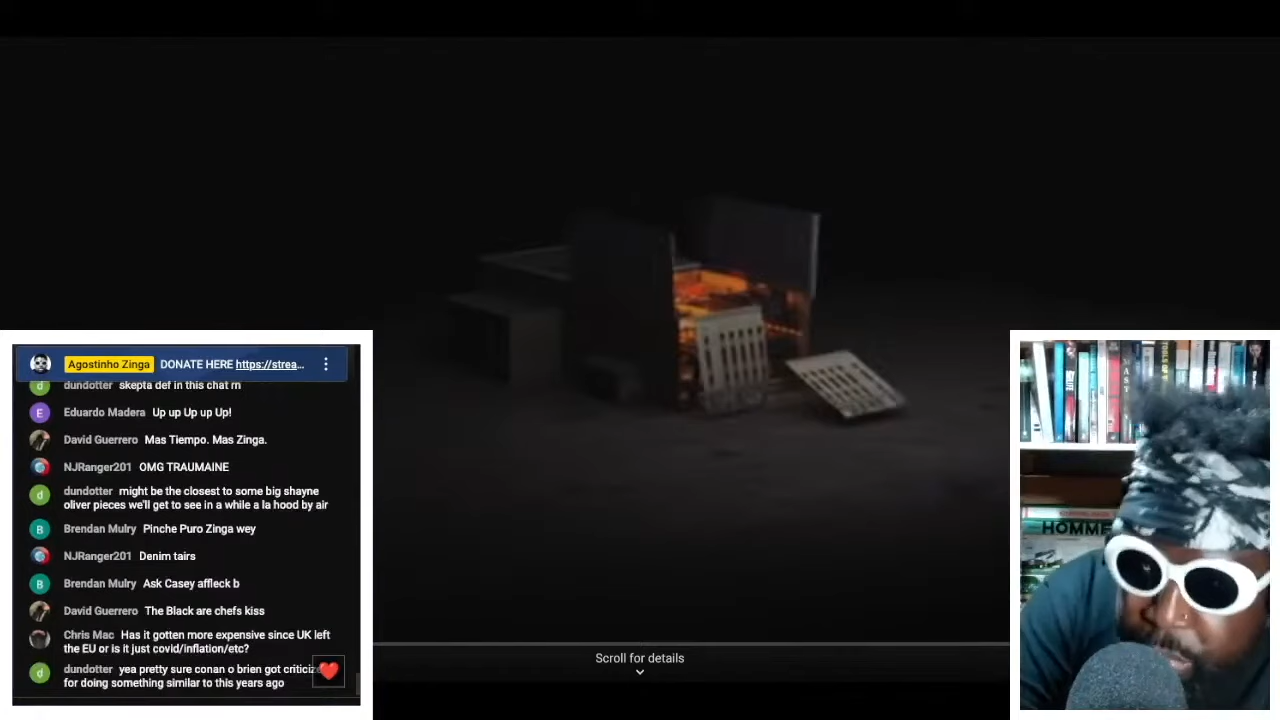 Agostinho Zinga DONATE HERE https://strea...
dundotter skepta def in this chat rn
Eduardo Madera Up up Up up Up!
David Guerrero Mas Tiempo. Mas Zinga.
NJRanger201 OMG TRAUMAINE
dundotter might be the closest to some big shayne
oliver pieces we'll get to see in a while a la hood by air
Brendan Mulry Pinche Puro Zinga wey
NJRanger201 Denim tairs
Brendan Mulry Ask Casey affleck b
David Guerrero The Black are chefs kiss
Chris Mac Has it gotten more expensive since UK left
the EU or is it just covid/inflation/etc?
dundotter yea pretty sure conan o brien got criticize
for doing something similar to this years ago
Scroll for details
HOMME